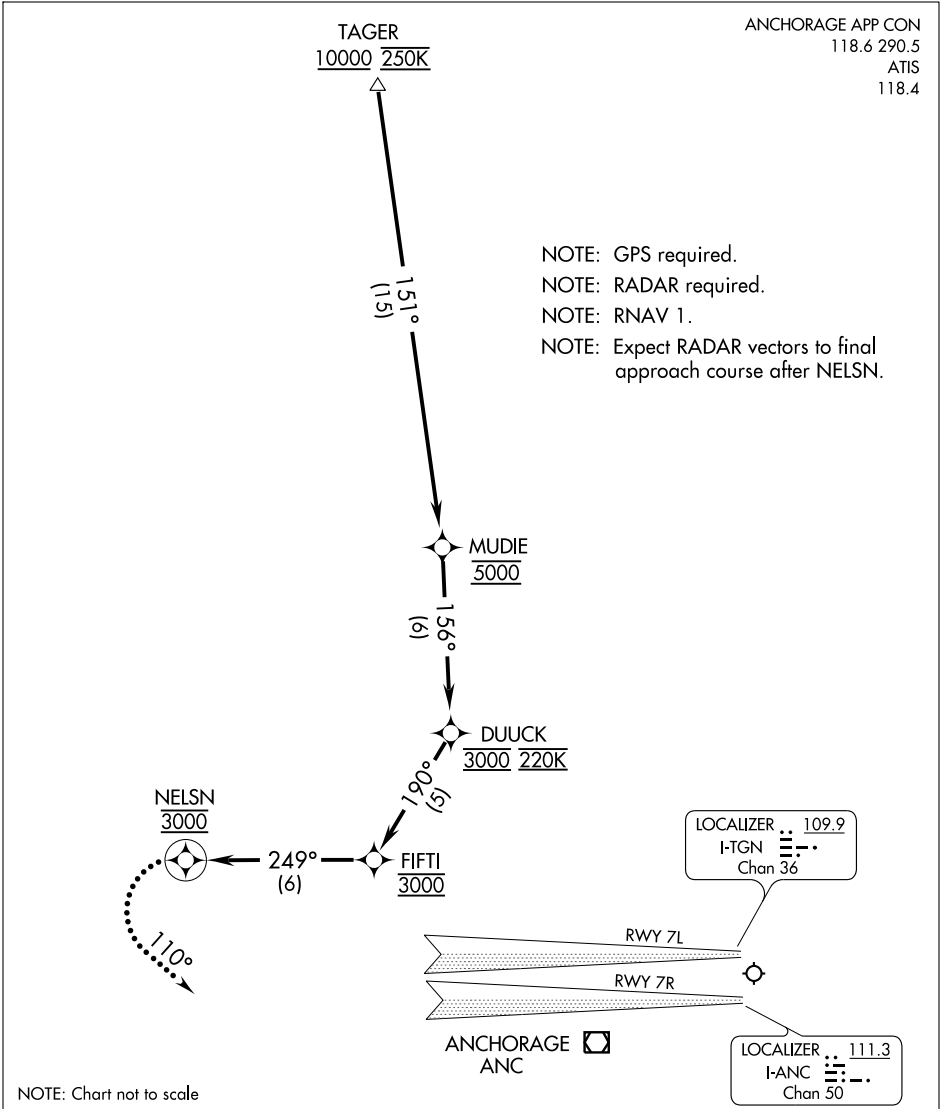 ANCHORAGE APP CON
118.6 290.5
ATIS
118.4
TAGER
10000 250K
151°
(15)
NOTE: GPS required.
NOTE: RADAR required.
NOTE: RNAV 1.
NOTE: Expect RADAR vectors to final
approach course after NELSN.
MUDIE
5000
156°
(6)
DUUCK
3000 220K
190°
(5)
NELSN
3000
249°
(6)
FIFTI
3000
110°
LOCALIZER 109.9
I-TGN
Chan 36
RWY 7L
RWY 7R
ANCHORAGE
ANC
LOCALIZER 111.3
I-ANC
Chan 50
NOTE: Chart not to scale